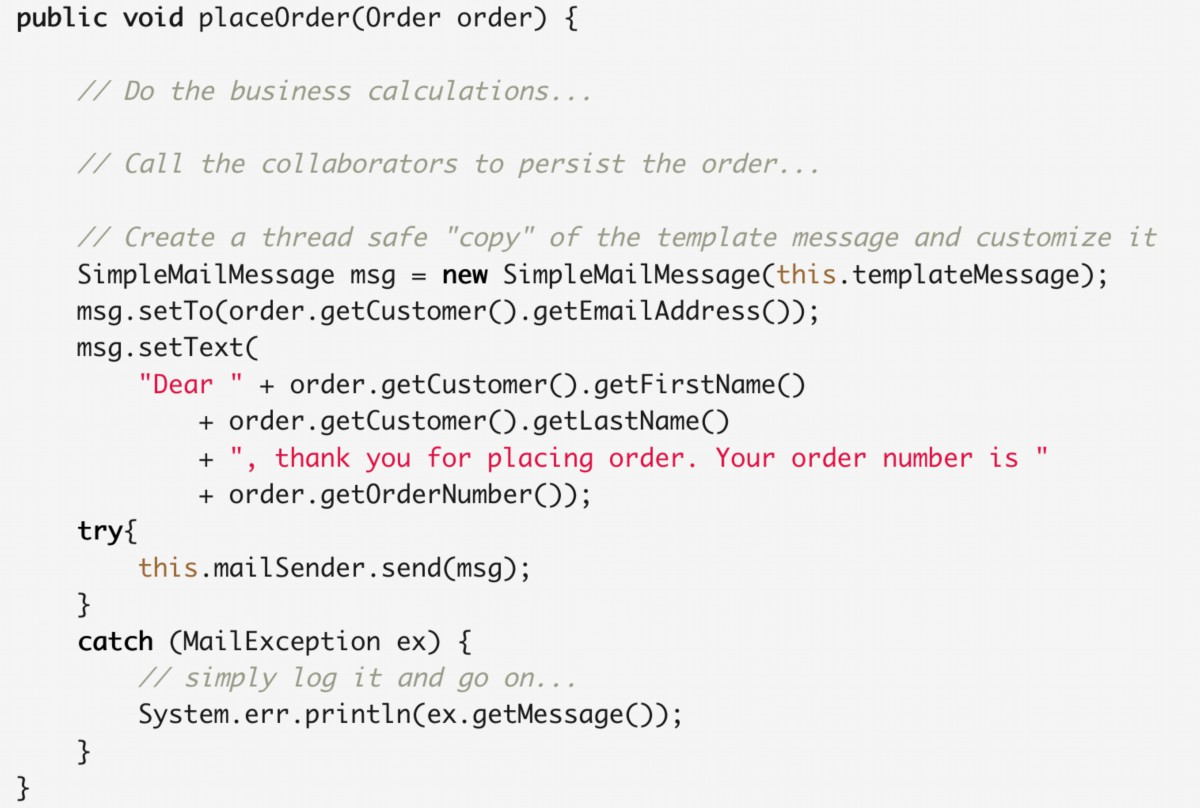 public void placeOrder(Order order) {
// Do the business calculations...
// Call the collaborators to persist the order...
// Create a thread safe "copy" of the template message and customize it
SimpleMailMessage msg = new SimpleMailMessage(this.templateMessage);
msg.setTo(order.getCustomer().getEmailAddress());
msg.setText(
"Dear " + order.getCustomer().getFirstName()
+ order.getCustomer().getLastName()
+ ", thank you for placing order. Your order number is "
+ order.getOrderNumber());
try{
this.mailSender.send(msg);
}
catch (MailException ex) {
// simply log it and go on...
System.err.println(ex.getMessage());
}
}